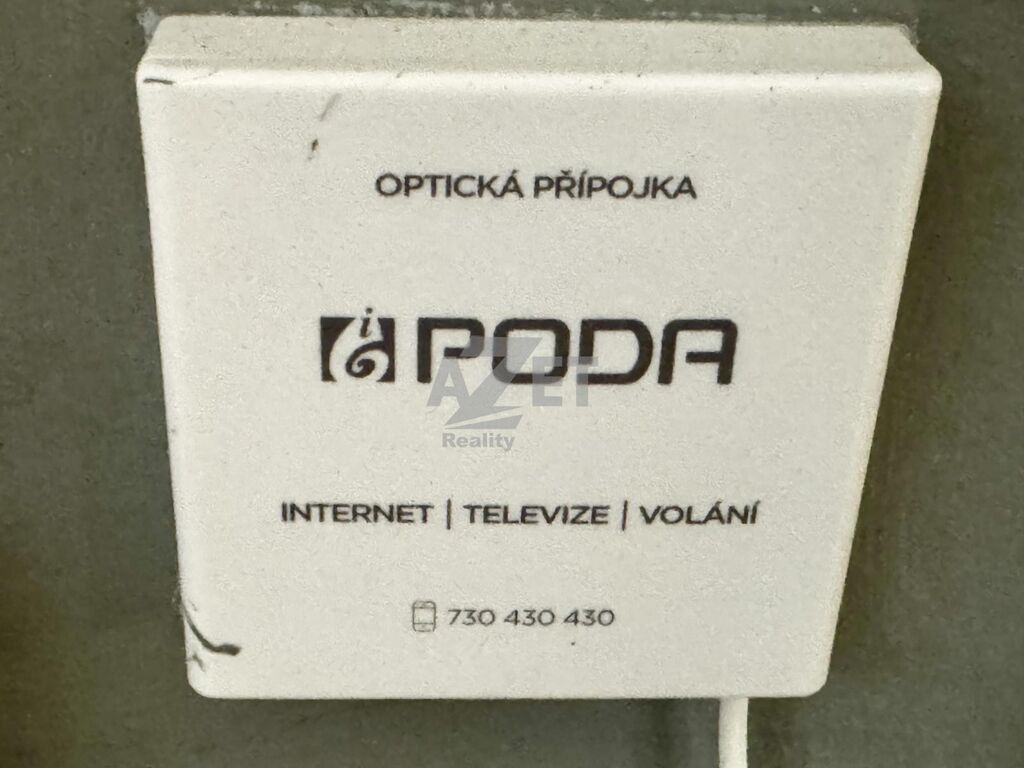 OPTICKÁ PŘÍPOJKA
i PODA
AZET
Reality
INTERNET | TELEVIZE | VOLÁNÍ
730 430 430